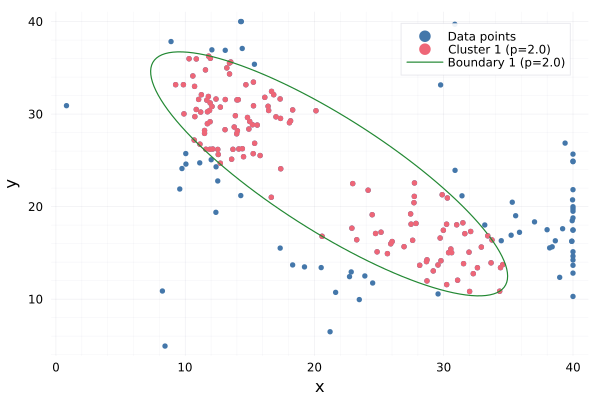 40
30
20
10
y
Data points
Cluster 1 (p=2.0)
Boundary 1 (p=2.0)
0 10 20 30 40
x